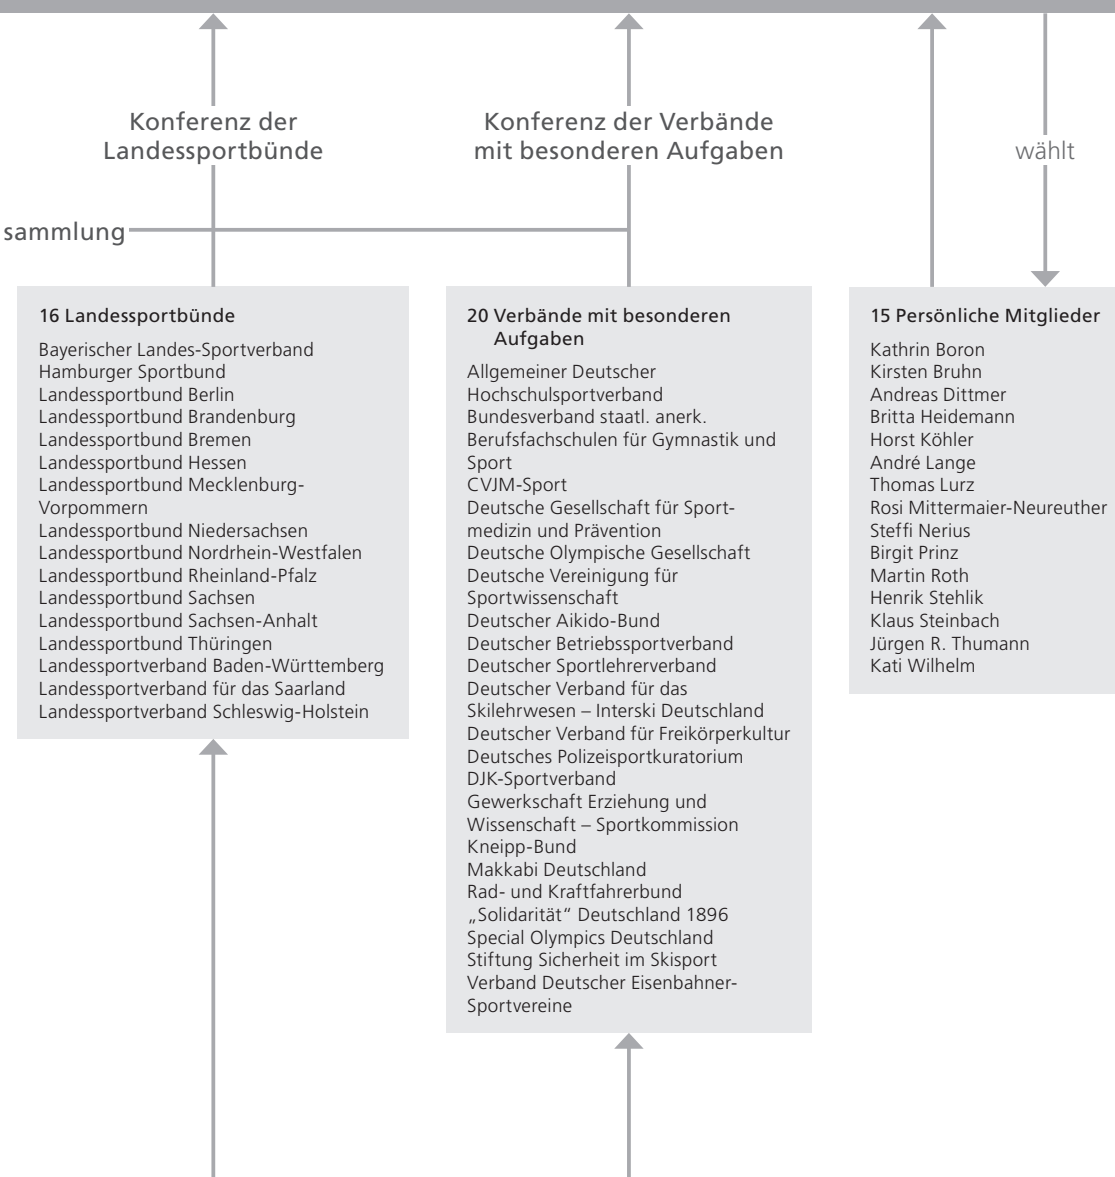 Konferenz der
Landessportbünde
Konferenz der Verbände
mit besonderen Aufgaben
wählt
sammlung
16 Landessportbünde
Bayerischer Landes-Sportverband
Hamburger Sportbund
Landessportbund Berlin
Landessportbund Brandenburg
Landessportbund Bremen
Landessportbund Hessen
Landessportbund Mecklenburg-
Vorpommern
Landessportbund Niedersachsen
Landessportbund Nordrhein-Westfalen
Landessportbund Rheinland-Pfalz
Landessportbund Sachsen
Landessportbund Sachsen-Anhalt
Landessportbund Thüringen
Landessportverband Baden-Württemberg
Landessportverband für das Saarland
Landessportverband Schleswig-Holstein
20 Verbände mit besonderen
Aufgaben
Allgemeiner Deutscher
Hochschulsportverband
Bundesverband staatl. anerk.
Berufsfachschulen für Gymnastik und
Sport
CVJM-Sport
Deutsche Gesellschaft für Sport-
medizin und Prävention
Deutsche Olympische Gesellschaft
Deutsche Vereinigung für
Sportwissenschaft
Deutscher Aikido-Bund
Deutscher Betriebssportverband
Deutscher Sportlehrerverband
Deutscher Verband für das
Skilehrwesen – Interski Deutschland
Deutscher Verband für Freikörperkultur
Deutsches Polizeisportkuratorium
DJK-Sportverband
Gewerkschaft Erziehung und
Wissenschaft – Sportkommission
Kneipp-Bund
Makkabi Deutschland
Rad- und Kraftfahrerbund
„Solidarität“ Deutschland 1896
Special Olympics Deutschland
Stiftung Sicherheit im Skisport
Verband Deutscher Eisenbahner-
Sportvereine
15 Persönliche Mitglieder
Kathrin Boron
Kirsten Bruhn
Andreas Dittmer
Britta Heidemann
Horst Köhler
André Lange
Thomas Lurz
Rosi Mittermaier-Neureuther
Steffi Nerius
Birgit Prinz
Martin Roth
Henrik Stehlik
Klaus Steinbach
Jürgen R. Thumann
Kati Wilhelm